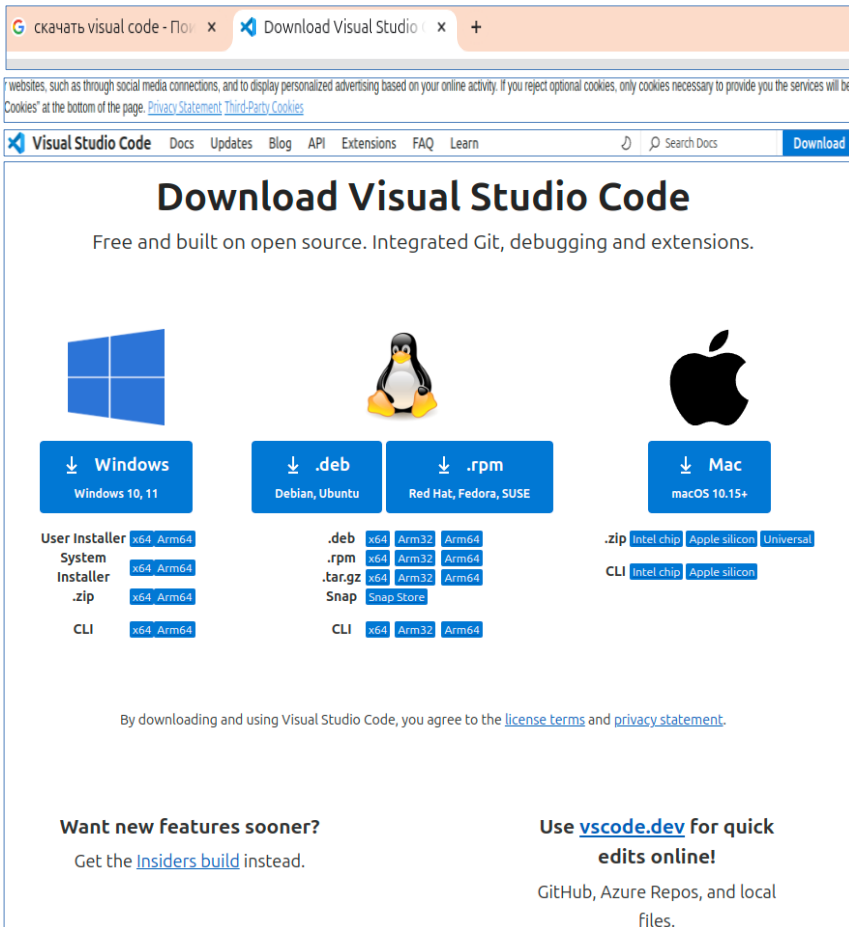 скачать visual code - Пои
Download Visual Studio C
r websites, such as through social media connections, and to display personalized advertising based on your online activity. If you reject optional cookies, only cookies necessary to provide you the services will be
Cookies" at the bottom of the page. Privacy Statement Third-Party Cookies
Visual Studio Code Docs Updates Blog API Extensions FAQ Learn Search Docs Download
Download Visual Studio Code
Free and built on open source. Integrated Git, debugging and extensions.
Windows
Windows 10, 11
.deb
Debian, Ubuntu
.rpm
Red Hat, Fedora, SUSE
Mac
macOS 10.15+
User Installer x64 Arm64
System Installer x64 Arm64
.zip x64 Arm64
CLI x64 Arm64
.deb x64 Arm32 Arm64
.rpm x64 Arm32 Arm64
.tar.gz x64 Arm32 Arm64
Snap Snap Store
CLI x64 Arm32 Arm64
.zip Intel chip Apple silicon Universal
CLI Intel chip Apple silicon
By downloading and using Visual Studio Code, you agree to the license terms and privacy statement.
Want new features sooner?
Get the Insiders build instead.
Use vscode.dev for quick
edits online!
GitHub, Azure Repos, and local
files.